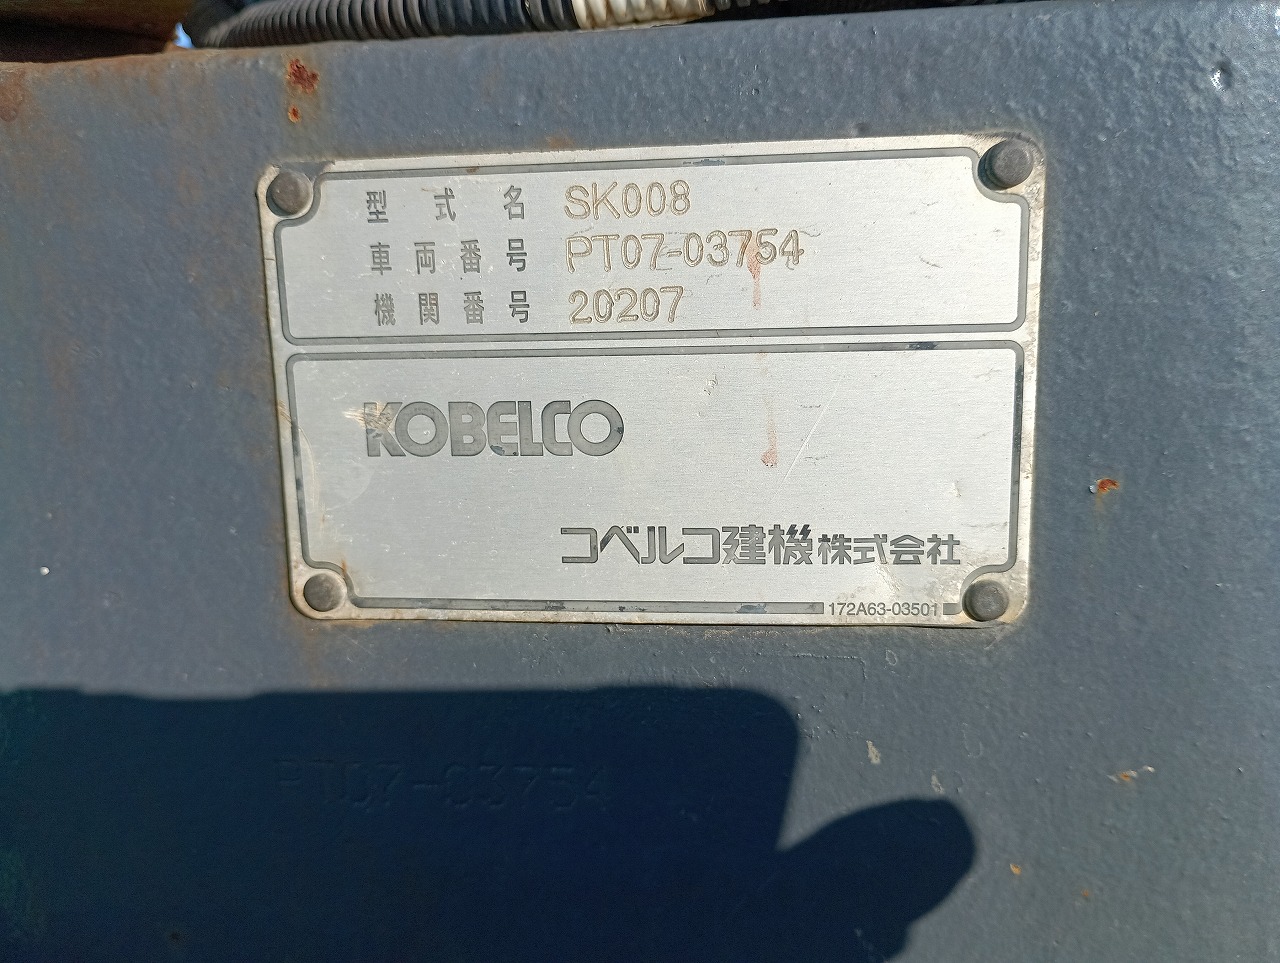 型式名 SK008
車両番号 PT07-03754
機関番号 20207
KOBELCO
コベルコ建機株式会社
172A63-03501
PT07-03754